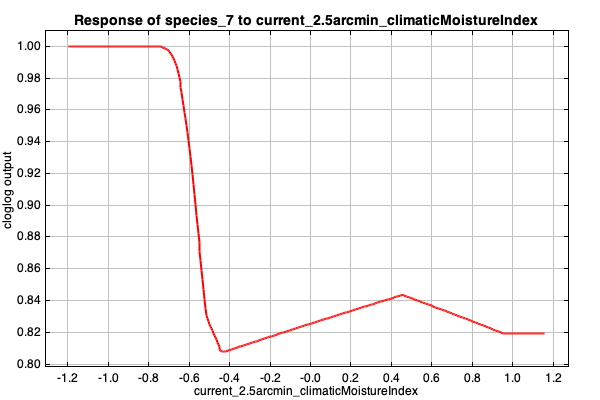 Response of species_7 to current_2.5arcmin_climaticMoistureIndex
1.00
0.98
0.96
0.94
0.92
0.90
0.88
0.86
0.84
0.82
0.80
cloglog output
-1.2 -1.0 -0.8 -0.6 -0.4 -0.2 -0.0 0.2 0.4 0.6 0.8 1.0 1.2
current_2.5arcmin_climaticMoistureIndex